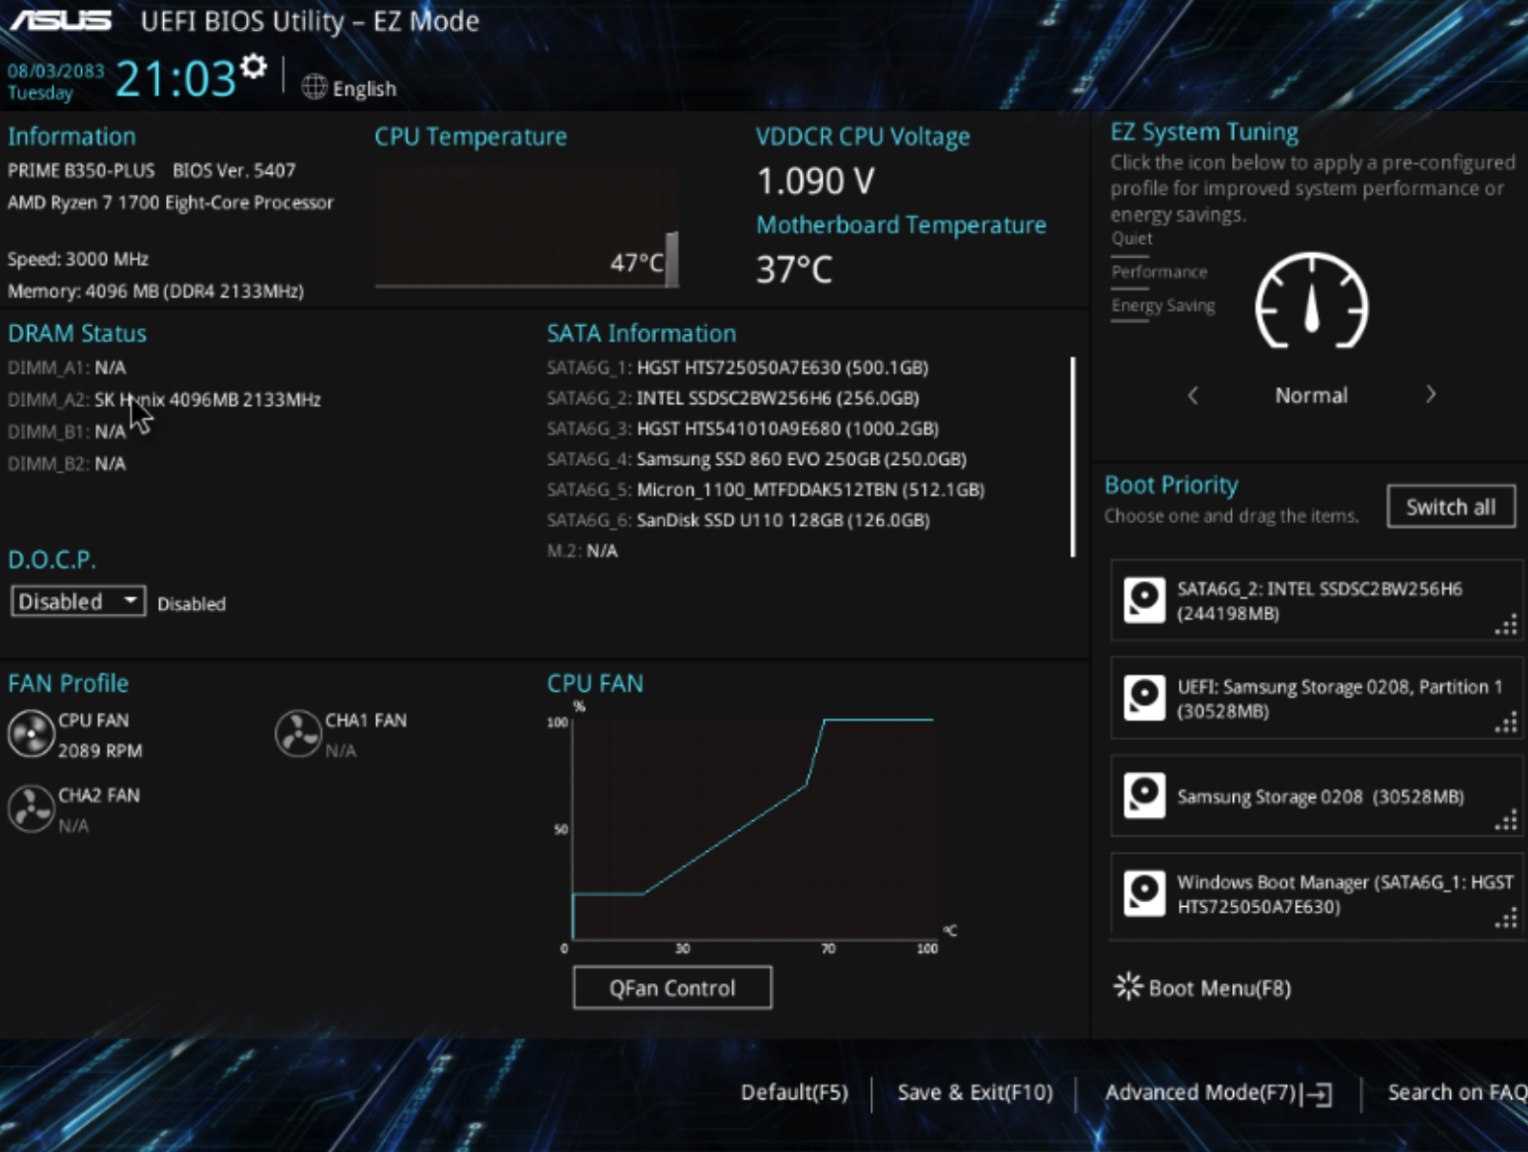 ASUS UEFI BIOS Utility – EZ Mode
08/03/2083
Tuesday
21:03
English
Information
PRIME B350-PLUS BIOS Ver. 5407
AMD Ryzen 7 1700 Eight-Core Processor
Speed: 3000 MHz
Memory: 4096 MB (DDR4 2133MHz)
CPU Temperature
47°C
VDDCR CPU Voltage
1.090 V
Motherboard Temperature
37°C
EZ System Tuning
Click the icon below to apply a pre-configured
profile for improved system performance or
energy savings.
Quiet
Performance
Energy Saving
Normal
DRAM Status
DIMM_A1: N/A
DIMM_A2: SK Hynix 4096MB 2133MHz
DIMM_B1: N/A
DIMM_B2: N/A
SATA Information
SATA6G_1: HGST HTS725050A7E630 (500.1GB)
SATA6G_2: INTEL SSDSC2BW256H6 (256.0GB)
SATA6G_3: HGST HTS541010A9E680 (1000.2GB)
SATA6G_4: Samsung SSD 860 EVO 250GB (250.0GB)
SATA6G_5: Micron_1100_MTFDDAK512TBN (512.1GB)
SATA6G_6: SanDisk SSD U110 128GB (126.0GB)
M.2: N/A
D.O.C.P.
Disabled Disabled
Boot Priority
Choose one and drag the items.
Switch all
SATA6G_2: INTEL SSDSC2BW256H6
(244198MB)
UEFI: Samsung Storage 0208, Partition 1
(30528MB)
Samsung Storage 0208 (30528MB)
Windows Boot Manager (SATA6G_1: HGST
HTS725050A7E630)
Boot Menu(F8)
FAN Profile
CPU FAN
2089 RPM
CHA1 FAN
N/A
CHA2 FAN
N/A
CPU FAN
%
100
50
0 30 70 100
°C
QFan Control
Default(F5) Save & Exit(F10) Advanced Mode(F7) Search on FAQ